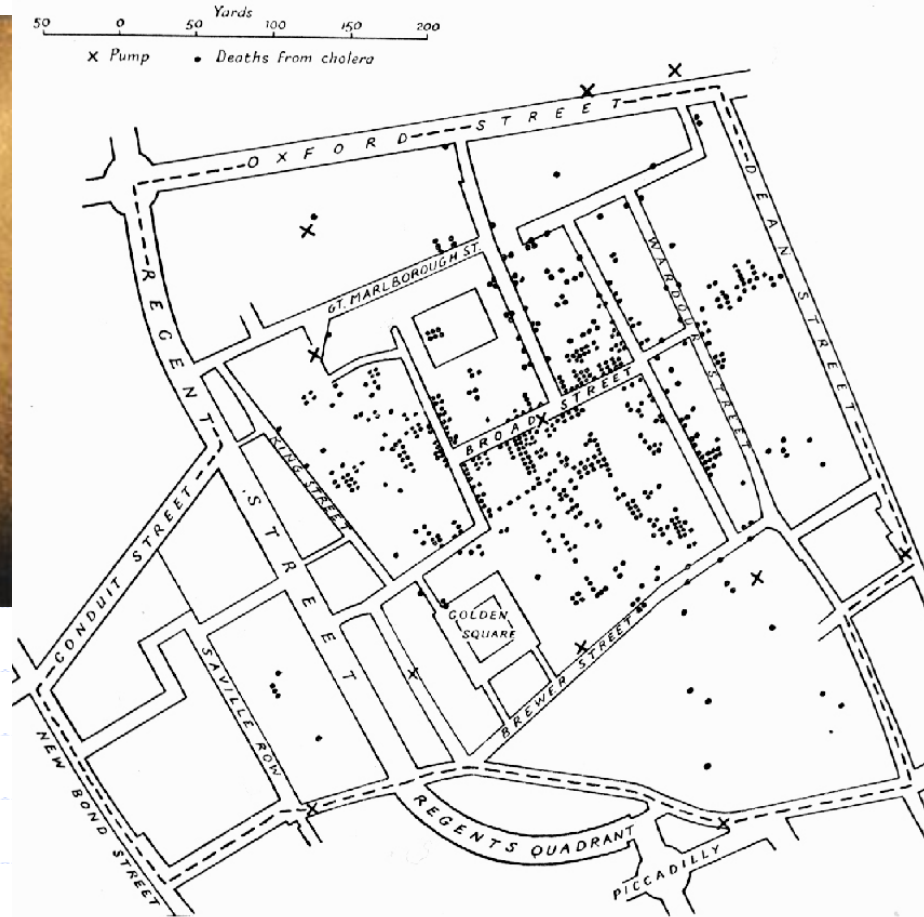 Yards
50 0 50 100 150 200
x Pump • Deaths from cholera
OXFORD STREET
DEAN STREET
REGENT STREET
GT. MARLBOROUGH ST.
WARDOUR STREET
BROAD STREET
KING STREET
CONDUIT STREET
GOLDEN
SQUARE
SAVILLE ROW
BREWER STREET
NEW BOND STREET
REGENTS QUADRANT
PICCADILLY